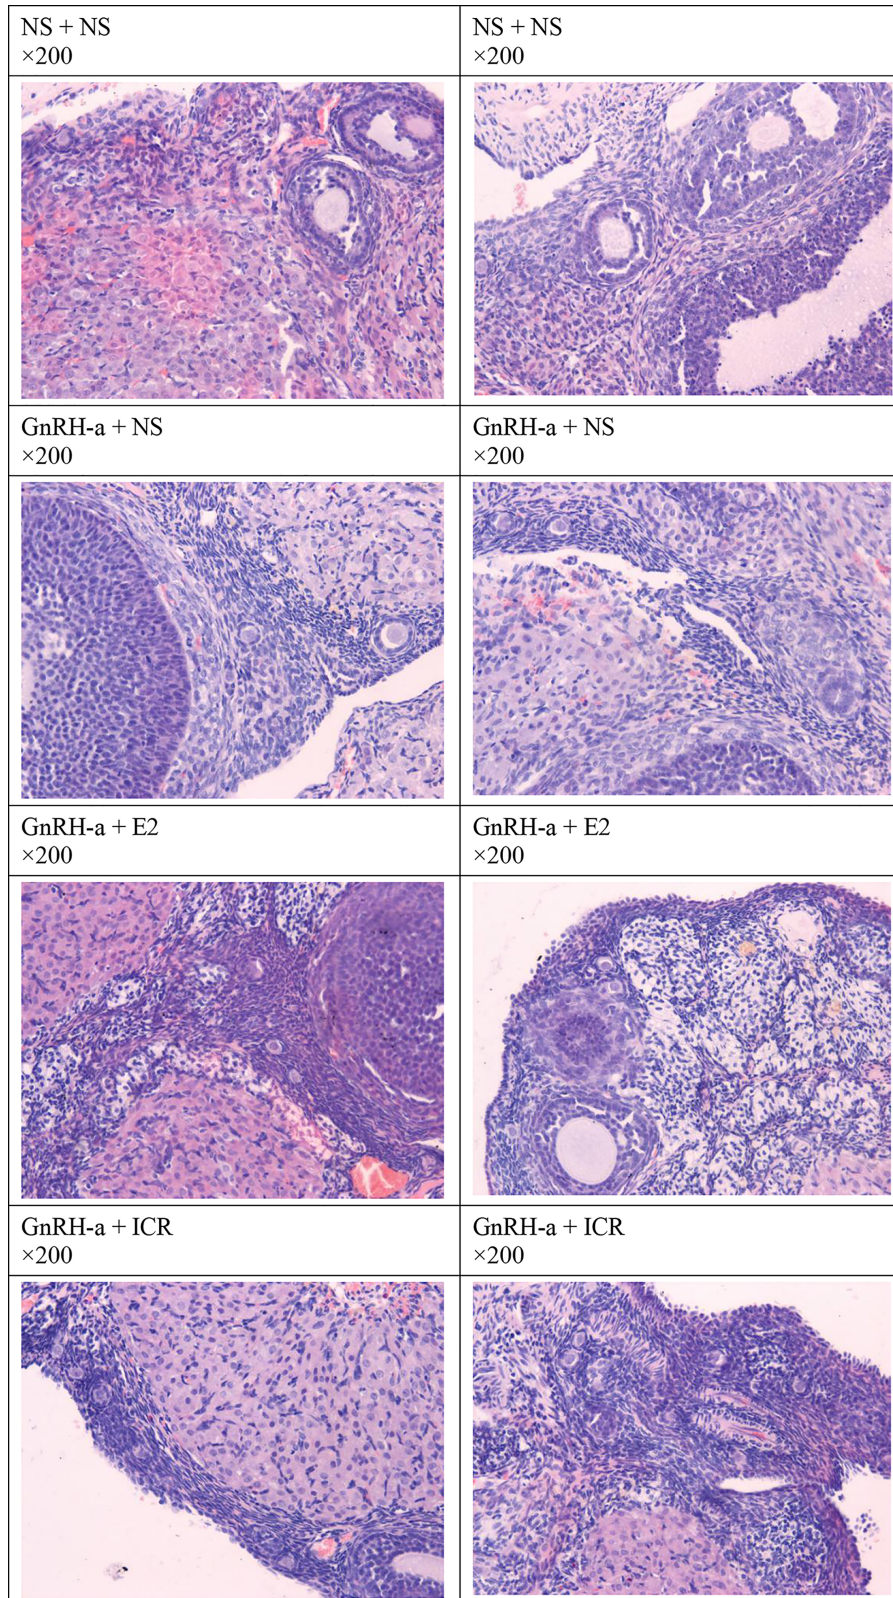 NS + NS
×200
NS + NS
×200
GnRH-a + NS
×200
GnRH-a + NS
×200
GnRH-a + E2
×200
GnRH-a + E2
×200
GnRH-a + ICR
×200
GnRH-a + ICR
×200